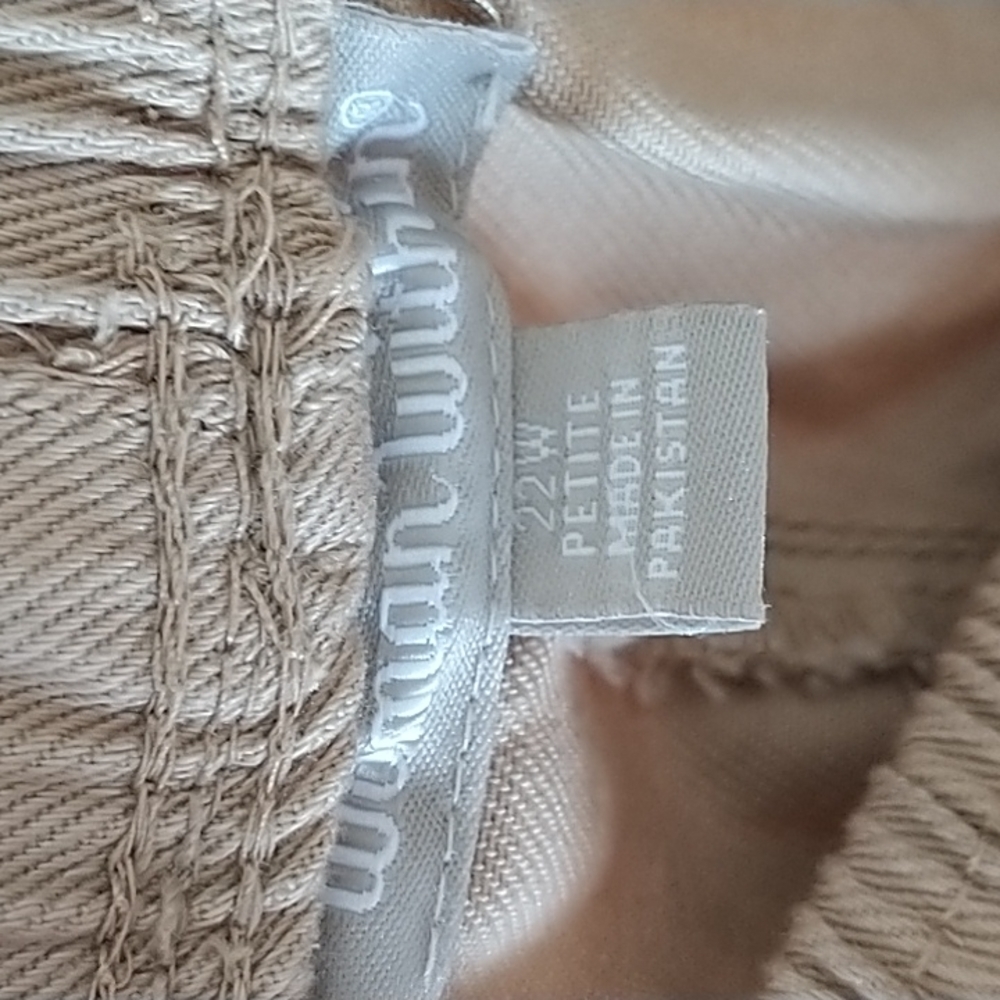 woman within®
22W
PETITE
MADE IN
PAKISTAN